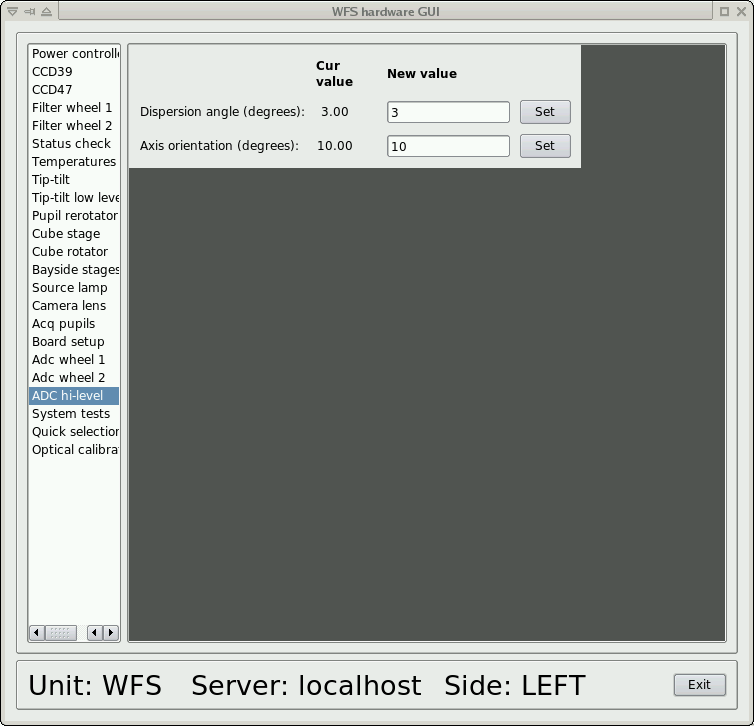 WFS hardware GUI
Power controlle
CCD39
CCD47
Filter wheel 1
Filter wheel 2
Status check
Temperatures
Tip-tilt
Tip-tilt low leve
Pupil rerotator
Cube stage
Cube rotator
Bayside stages
Source lamp
Camera lens
Acq pupils
Board setup
Adc wheel 1
Adc wheel 2
ADC hi-level
System tests
Quick selection
Optical calibra
Cur value New value
Dispersion angle (degrees): 3.00 3 Set
Axis orientation (degrees): 10.00 10 Set
Unit: WFS Server: localhost Side: LEFT Exit